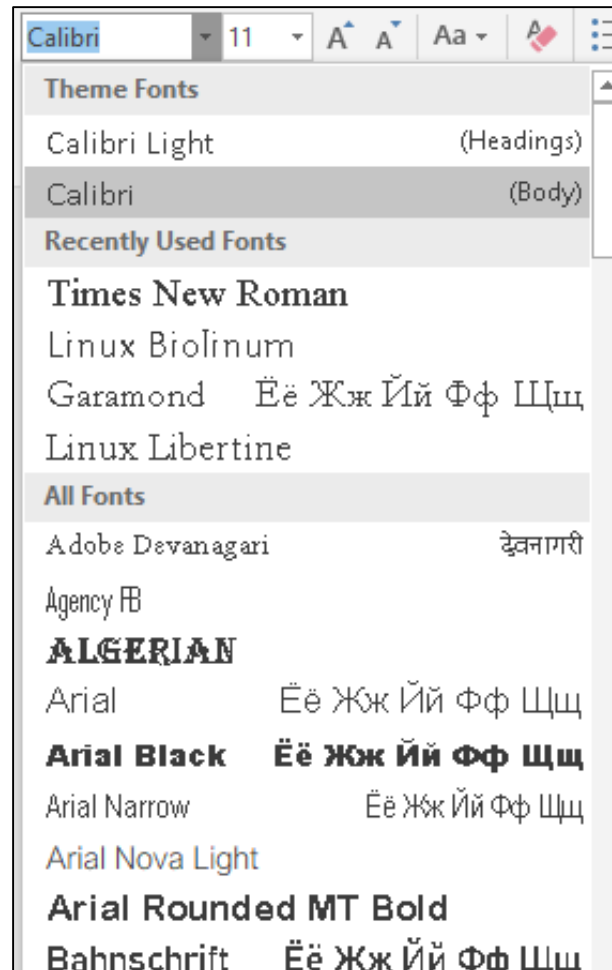 Calibri 11 A A Aa
Theme Fonts
Calibri Light (Headings)
Calibri (Body)
Recently Used Fonts
Times New Roman
Linux Biolinum
Garamond Ёё Жж Йй Фф Щщ
Linux Libertine
All Fonts
Adobe Devanagari देवनागरी
Agency FB
ALGERIAN
Arial Ёё Жж Йй Фф Щщ
Arial Black Ёё Жж Йй Фф Щщ
Arial Narrow Ёё Жж Йй Фф Щщ
Arial Nova Light
Arial Rounded MT Bold
Bahnschrift Ёё Жж Йй Фф Щщ